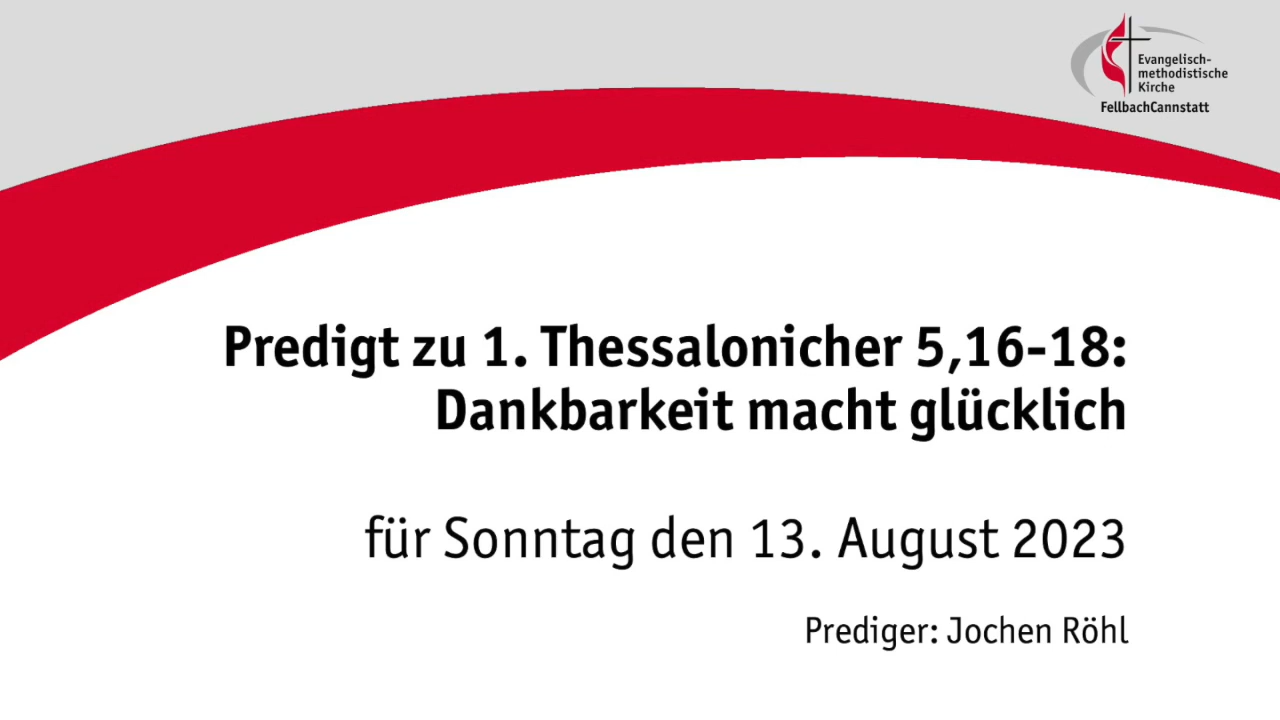 Evangelisch-
methodistische
Kirche
FellbachCannstatt
Predigt zu 1. Thessalonicher 5,16-18:
Dankbarkeit macht glücklich
für Sonntag den 13. August 2023
Prediger: Jochen Röhl